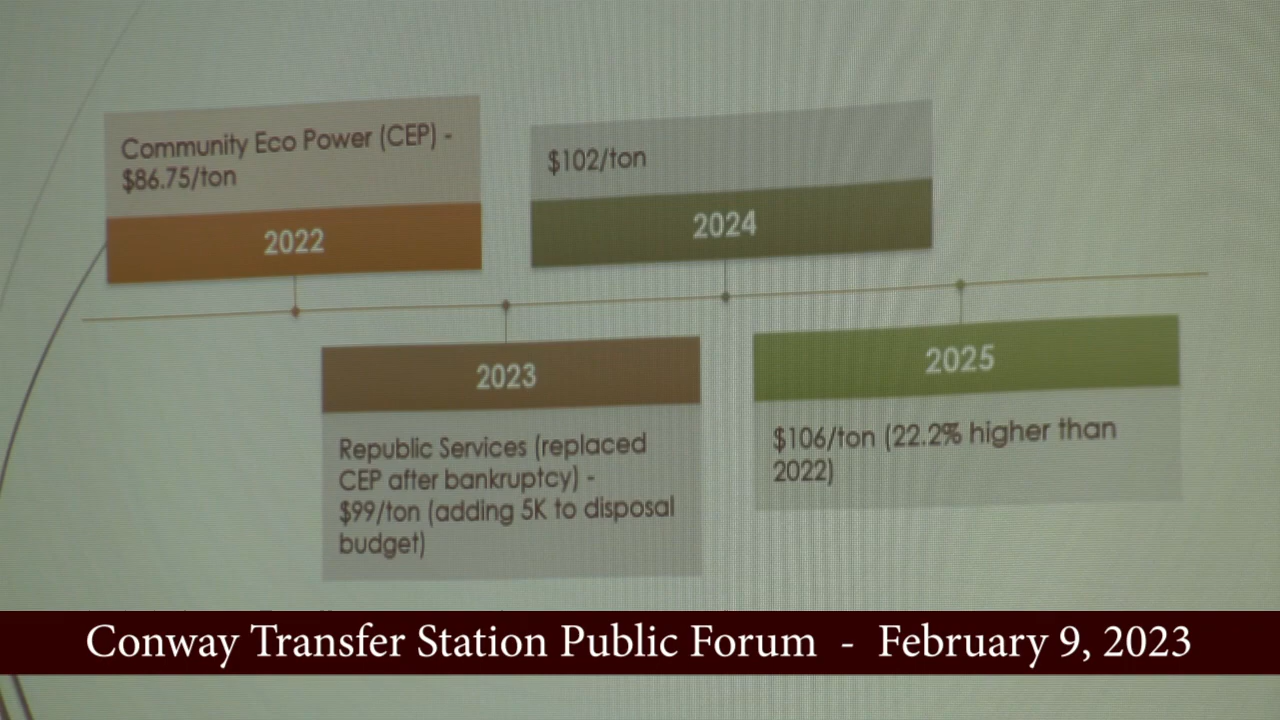 Community Eco Power (CEP) -
$86.75/ton
2022
$102/ton
2024
2023
Republic Services (replaced
CEP after bankruptcy) -
$99/ton (adding 5K to disposal
budget)
2025
$106/ton (22.2% higher than
2022)
Conway Transfer Station Public Forum - February 9, 2023